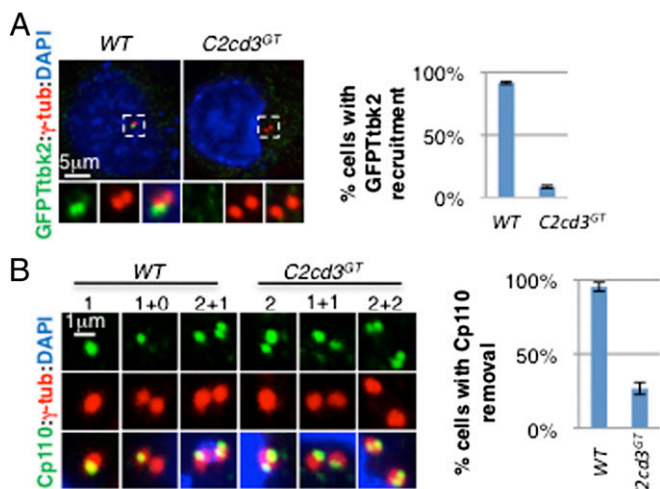 A
WT
C2cd3GT
GFPTtbk2:γ-tub:DAPI
5μm
% cells with
GFPTtbk2
recruitment
100%
50%
0%
WT
C2cd3GT
B
WT
C2cd3GT
1
1+0
2+1
2
1+1
2+2
1μm
Cp110:γ-tub:DAPI
% cells with Cp110
removal
100%
50%
0%
WT
2cd3GT